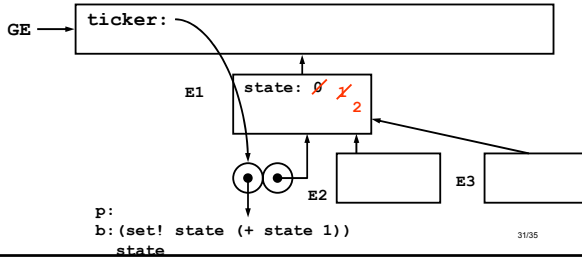 ticker:
GE
state: 0 1
2
E1
E2
E3
p:
b:(set! state (+ state 1))
state
31/35